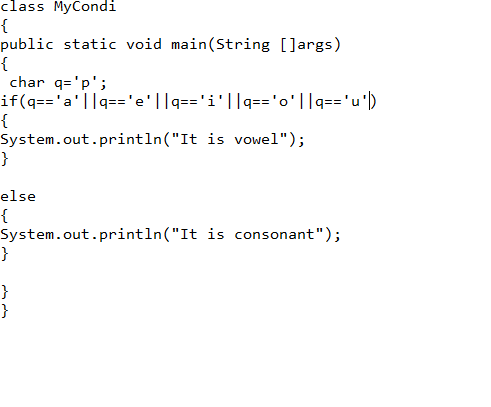 class MyCondi
{
public static void main(String []args)
{
 char q='p';
if(q=='a'||q=='e'||q=='i'||q=='o'||q=='u')
{
System.out.println("It is vowel");
}

else
{
System.out.println("It is consonant");
}

}
}